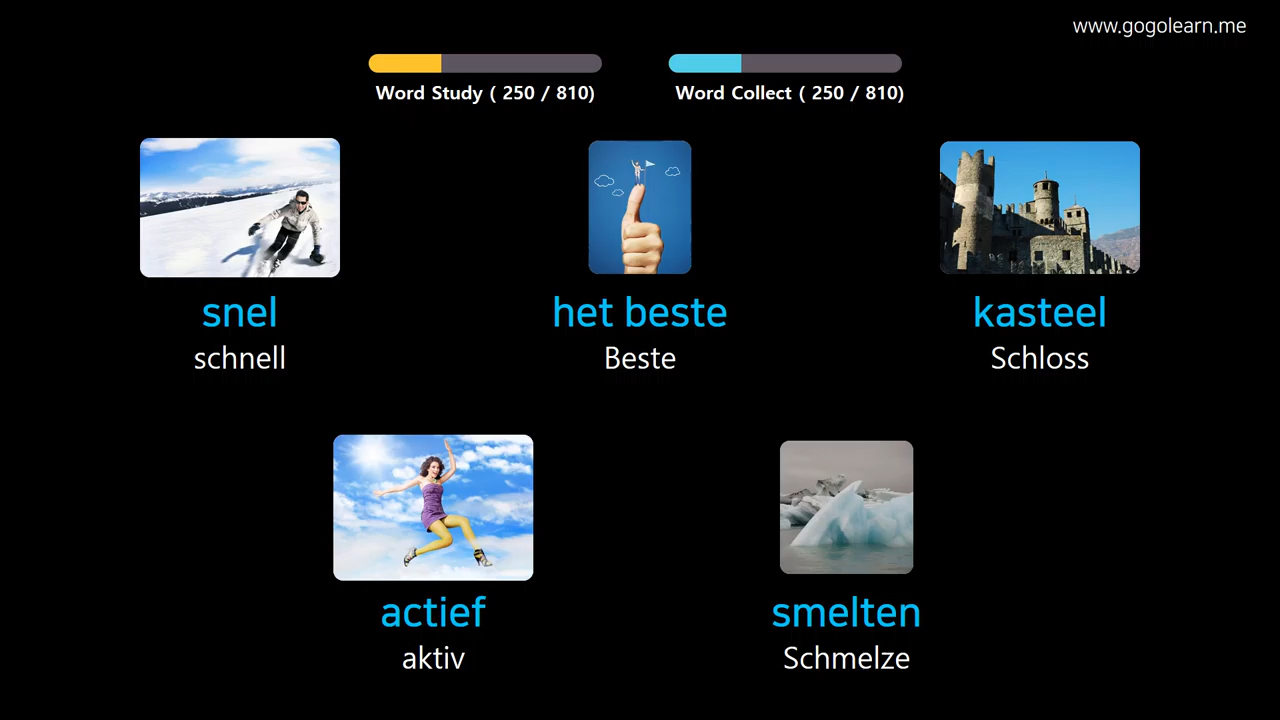 www.gogolearn.me
Word Study ( 250 / 810)
Word Collect ( 250 / 810)
snel
schnell
het beste
Beste
kasteel
Schloss
actief
aktiv
smelten
Schmelze